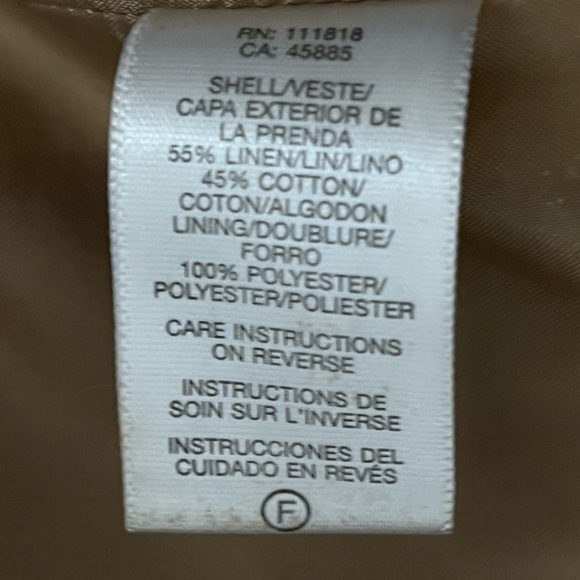 RN: 111818
CA: 45885
SHELL/VESTE/
CAPA EXTERIOR DE
LA PRENDA
55% LINEN/LIN/LINO
45% COTTON/
COTON/ALGODON
LINING/DOUBLURE/
FORRO
100% POLYESTER/
POLYESTER/POLIESTER
CARE INSTRUCTIONS
ON REVERSE
INSTRUCTIONS DE
SOIN SUR L'INVERSE
INSTRUCCIONES DEL
CUIDADO EN REVÉS
F